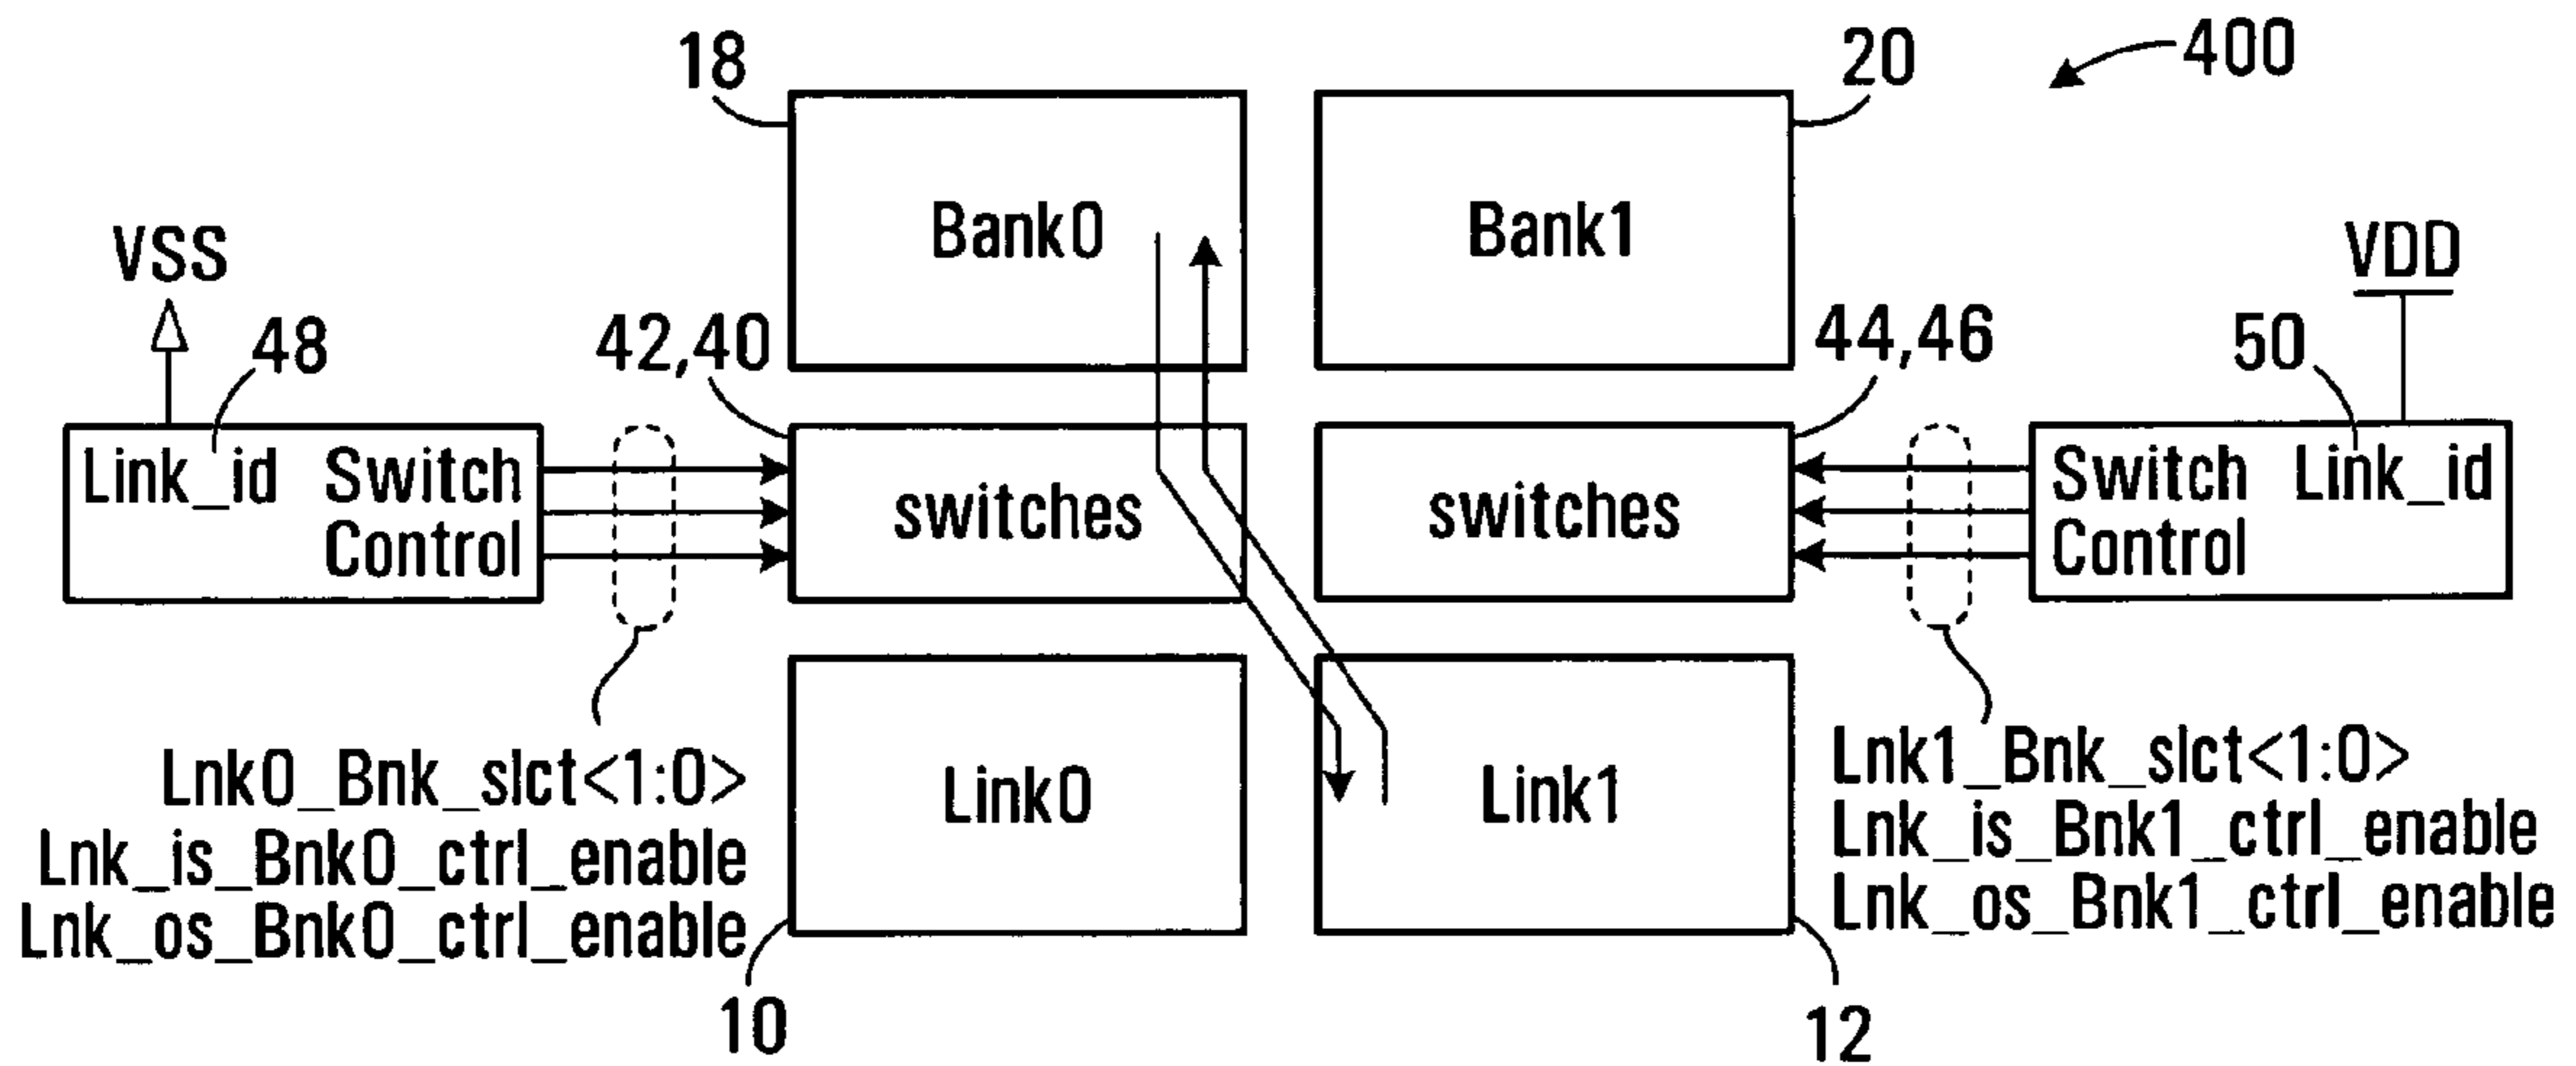 18
20
400
Bank0
Bank1
VSS
VDD
48
42,40
44,46
50
Link_id Switch
Control
switches
switches
Switch Link_id
Control
Lnk0_Bnk_slct<1:0>
Lnk_is_Bnk0_ctrl_enable
Lnk_os_Bnk0_ctrl_enable
Link0
Link1
Lnk1_Bnk_slct<1:0>
Lnk_is_Bnk1_ctrl_enable
Lnk_os_Bnk1_ctrl_enable
10
12